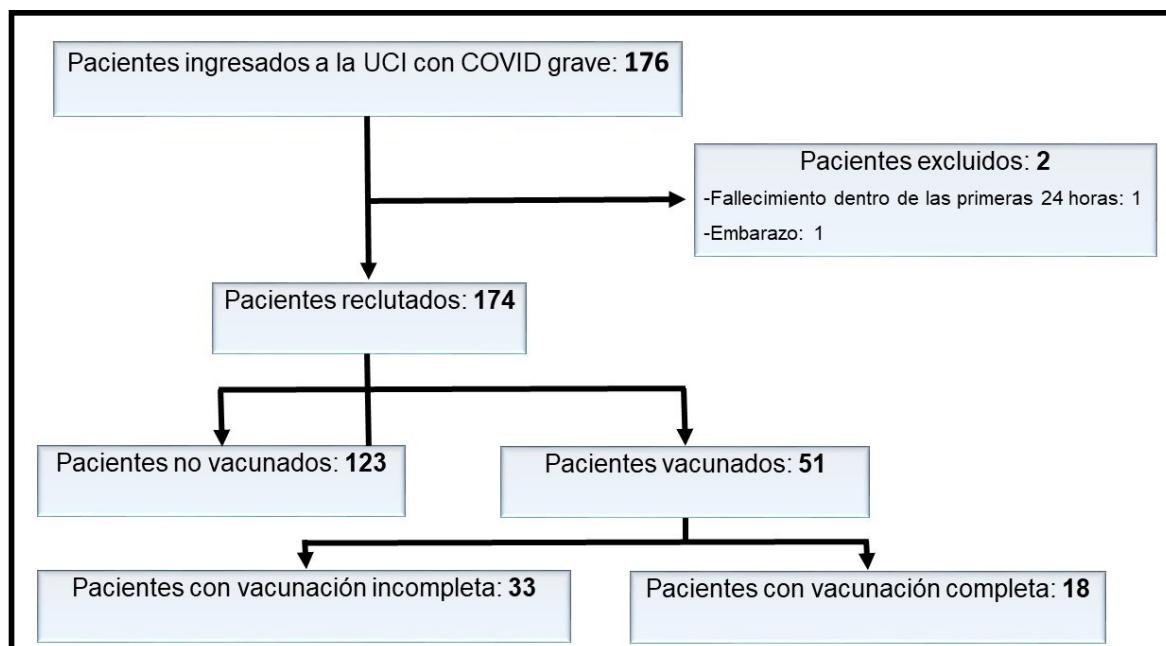 Pacientes ingresados a la UCI con COVID grave: 176
Pacientes excluidos: 2
-Fallecimiento dentro de las primeras 24 horas: 1
-Embarazo: 1
Pacientes reclutados: 174
Pacientes no vacunados: 123
Pacientes vacunados: 51
Pacientes con vacunación incompleta: 33
Pacientes con vacunación completa: 18